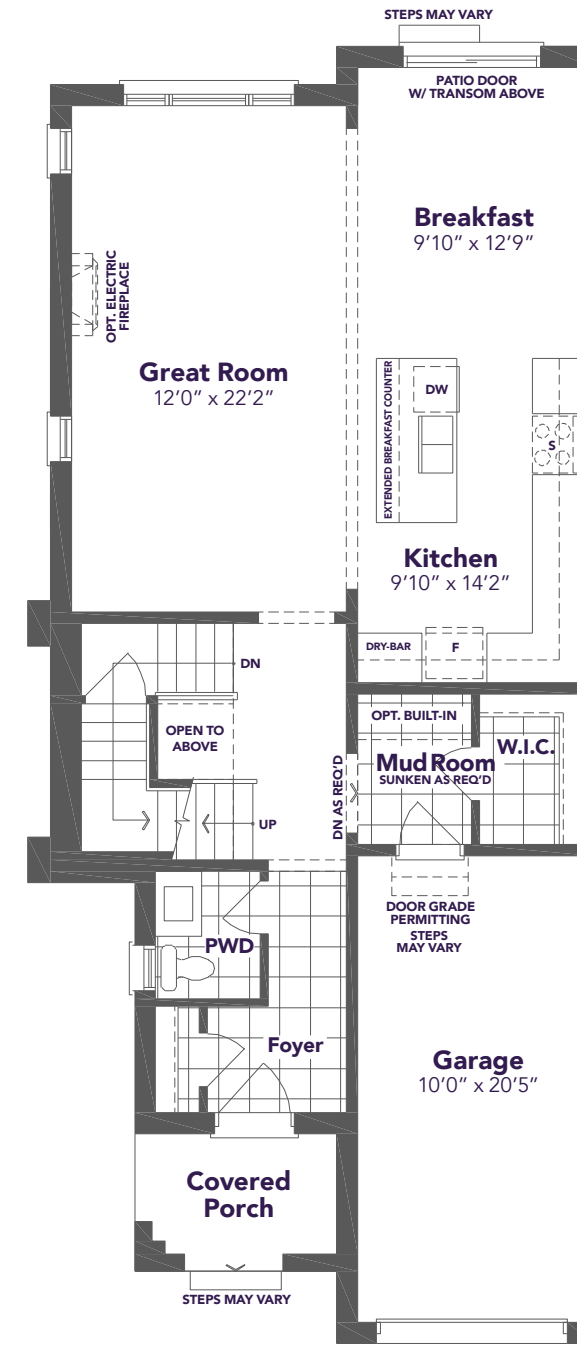 STEPS MAY VARY
PATIO DOOR
W/ TRANSOM ABOVE
Breakfast
9'10" x 12'9"
OPT. ELECTRIC
FIREPLACE
Great Room
12'0" x 22'2"
EXTENDED BREAKFAST COUNTER
DW
S
Kitchen
9'10" x 14'2"
DRY-BAR
F
DN
OPEN TO
ABOVE
UP
DN AS REQ'D
OPT. BUILT-IN
W.I.C.
Mud Room
SUNKEN AS REQ'D
DOOR GRADE
PERMITTING
STEPS
MAY VARY
PWD
Foyer
Garage
10'0" x 20'5"
Covered
Porch
STEPS MAY VARY